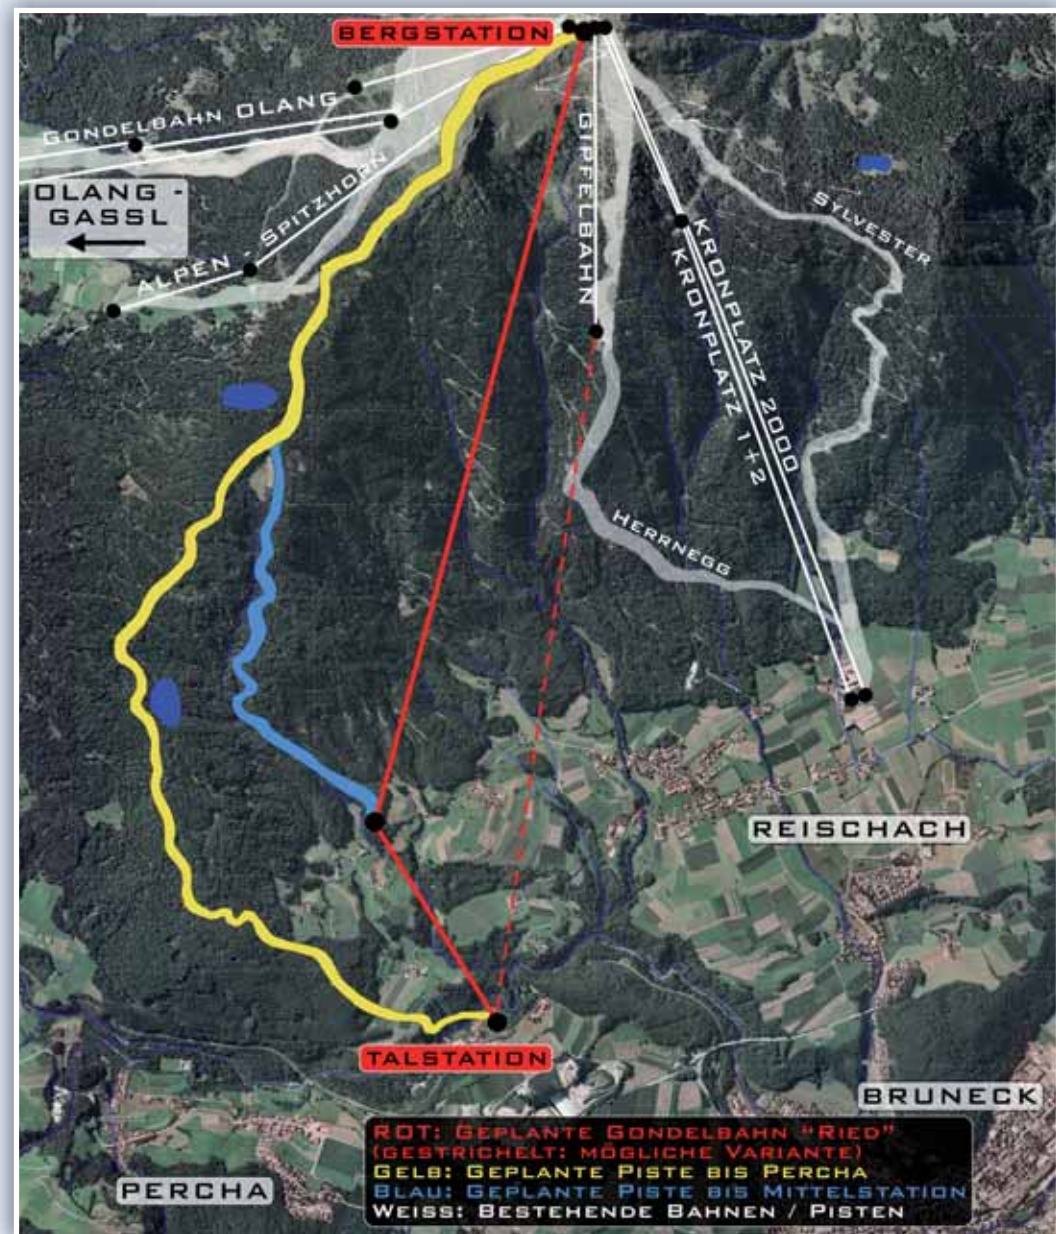 BERGSTATION
GONDELBAHN OLANG
OLANG -
GASSL
ALPEN - SPITZHORN
GIPFELBAHN
SYLVESTER
KRONPLATZ 2000
KRONPLATZ 1+2
HERRNEGG
REISCHACH
TALSTATION
BRUNECK
PERCHA
ROT: GEPLANTE GONDELBAHN "RIED"
(GESTRICHELT: MÖGLICHE VARIANTE)
GELB: GEPLANTE PISTE BIS PERCHA
BLAU: GEPLANTE PISTE BIS MITTELSTATION
WEISS: BESTEHENDE BAHNEN / PISTEN